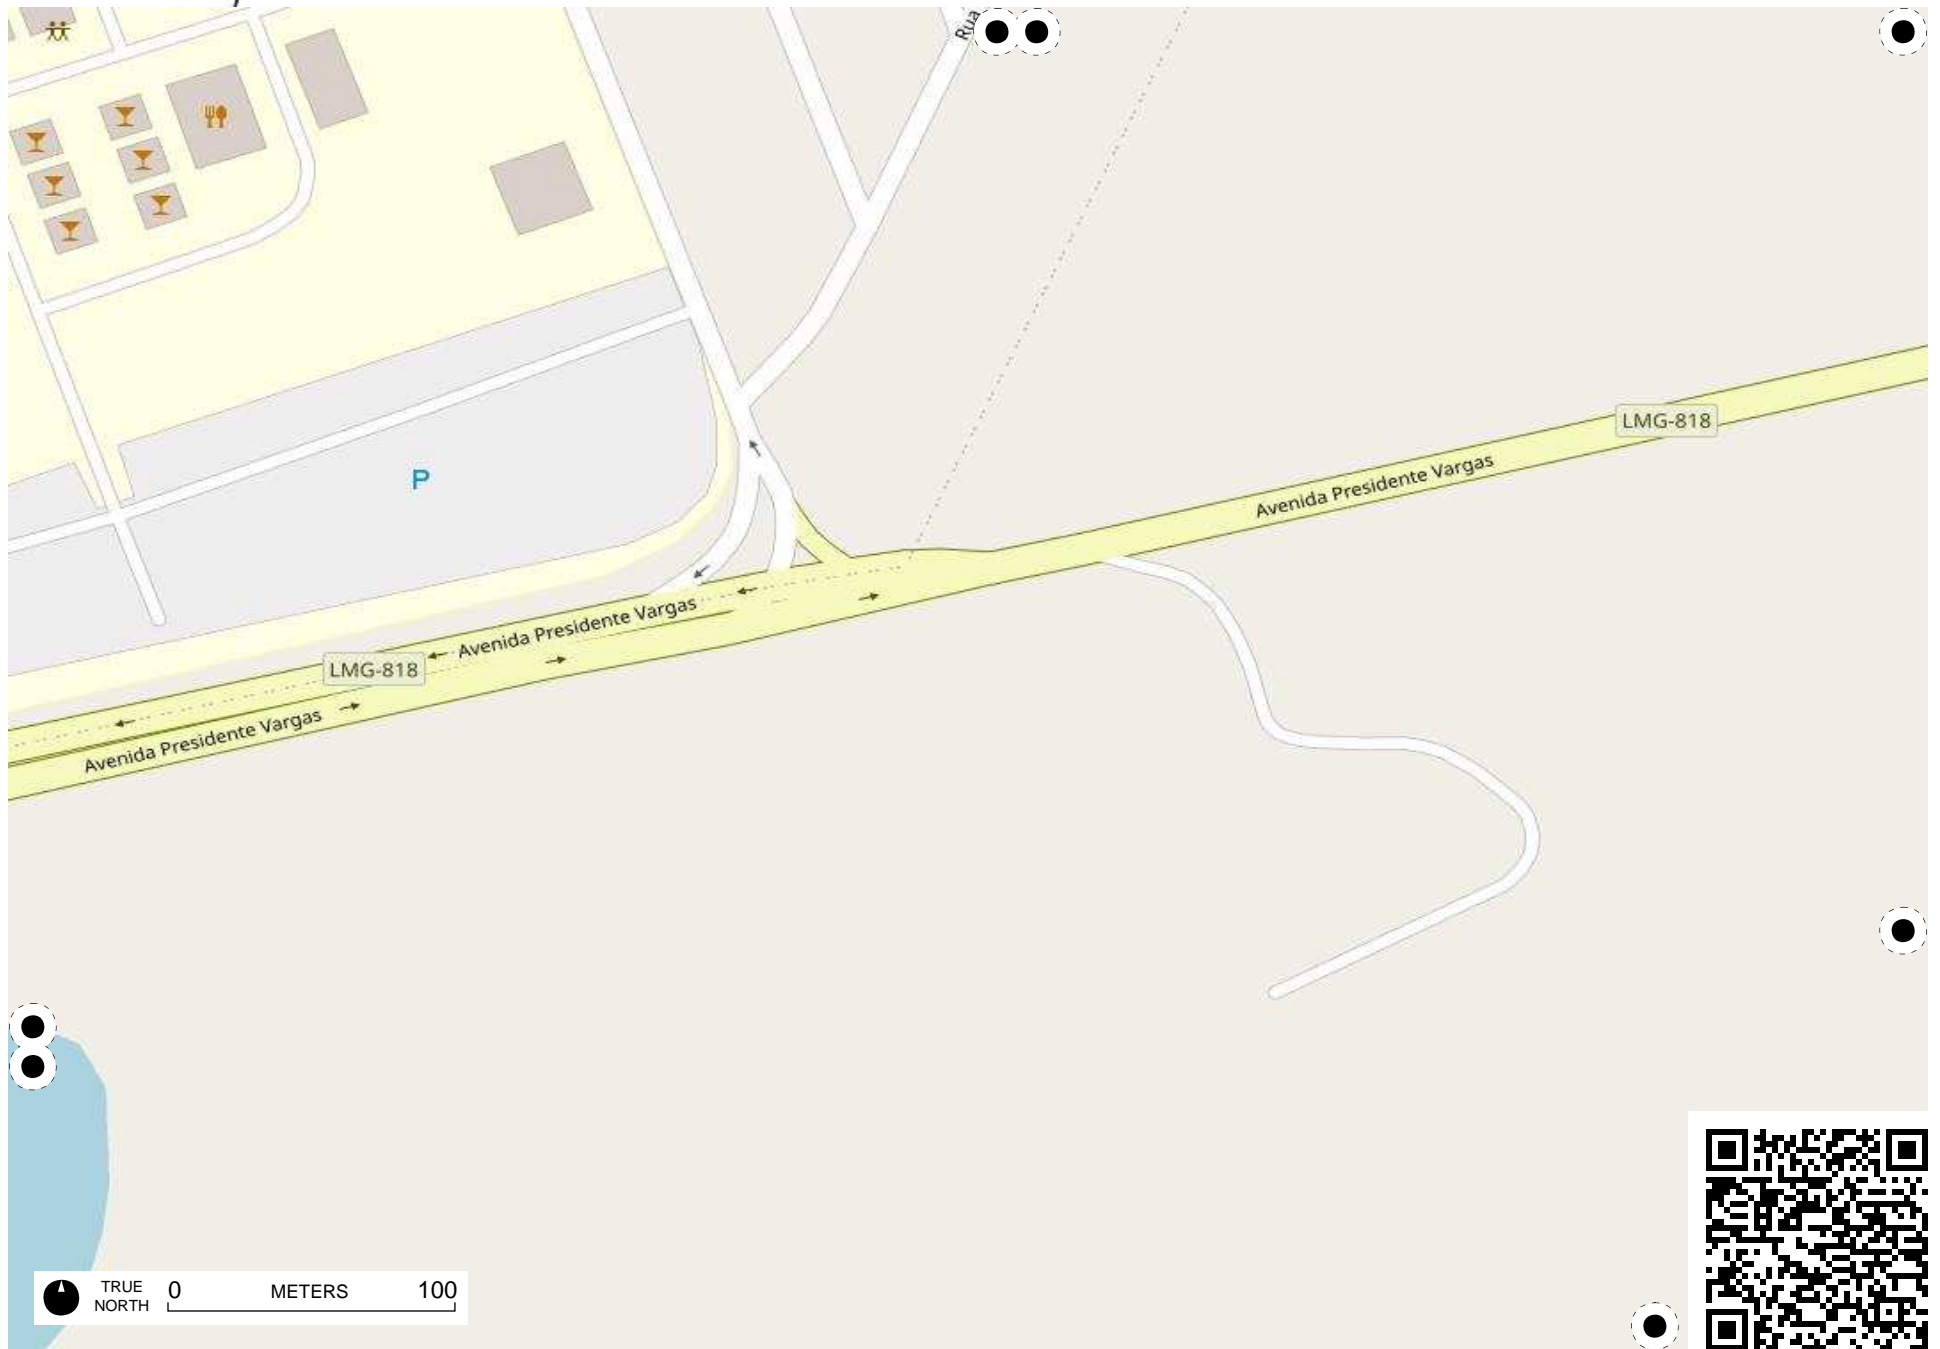 Rua
P
LMG-818
Avenida Presidente Vargas
Avenida Presidente Vargas
LMG-818
Avenida Presidente Vargas
TRUE
NORTH
0 METERS 100